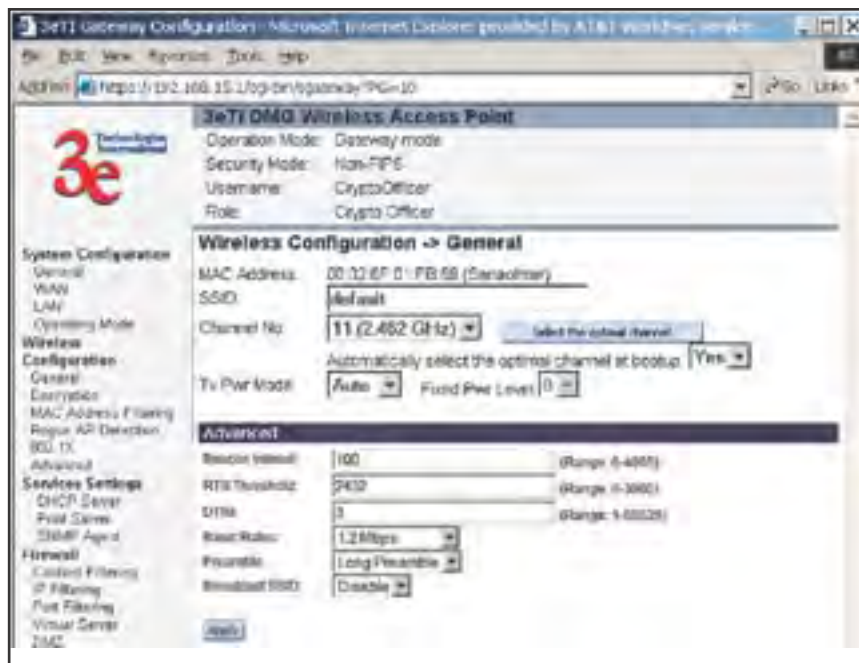 3eTI Gateway Configuration - Microsoft Internet Explorer provided by AT&T
Edit View Favorites Tools Help
Address https://192.168.15.1/cgi-bin/sgateway?PG=10 Go Links
3e Technologies International
3eTI DMG Wireless Access Point
Operation Mode: Gateway mode
Security Mode: Non-FIPS
Username: CryptoOfficer
Role: Crypto Officer
System Configuration
General
WAN
LAN
Operating Mode
Wireless Configuration
General
Encryption
MAC Address Filtering
Rogue AP Detection
802.1X
Advanced
Services Settings
DHCP Server
Print Server
SNMP Agent
Firewall
Content Filtering
IP Filtering
Port Filtering
Virtual Server
DMZ
Wireless Configuration -> General
MAC Address:
SSID: default
Channel No: 11 (2.462 GHz) Select the optimal channel
Automatically select the optimal channel at bootup: Yes
Tx Pwr Mode: Auto Fixed Pwr Level: 0
Advanced
Beacon Interval: 100
RTS Threshold: 2432
DTIM: 3
Basic Rates: 1,2 Mbps
Preamble: Long Preamble
Broadcast SSID: Disable
Apply